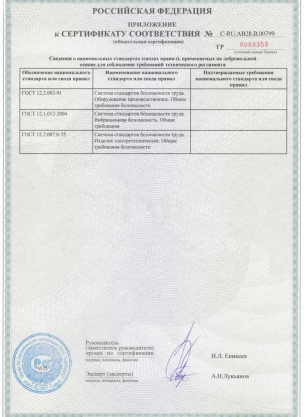 РОССИЙСКАЯ ФЕДЕРАЦИЯ
ПРИЛОЖЕНИЕ
к СЕРТИФИКАТУ СООТВЕТСТВИЯ № C-RU.АВ28.В.00799
(обязательная сертификация)
ТР 0083353
Сведения о национальных стандартах (сводах правил), применяемых на добровольной
основе для соблюдения требований технического регламента
Обозначение национального стандарта или свода правил
Наименование национального стандарта или свода правил
Подтверждаемые требования национального стандарта или свода правил
ГОСТ 12.2.003-91
Система стандартов безопасности труда.
Оборудование производственное. Общие
требования безопасности
ГОСТ 12.1.012-2004
Система стандартов безопасности труда.
Вибрационная безопасность. Общие
требования
ГОСТ 12.2.007.0-75
Система стандартов безопасности труда.
Изделия электротехнические. Общие
требования безопасности
Руководитель
(заместитель руководителя)
органа по сертификации
подпись, инициалы, фамилия
И.Л. Еникеев
Эксперт (эксперты)
подпись, инициалы, фамилия
А.П.Лукьянов